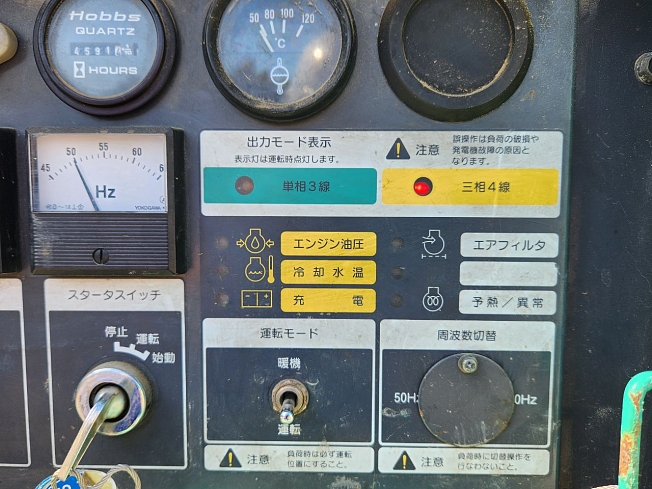 Hobbs
QUARTZ
HOURS
50 80 100 120
°C
出力モード表示
表示灯は運転時点灯します。
注意
誤操作は負荷の破損や
発電機故障の原因と
なります。
単相3線
三相4線
45 50 55 60 6
Hz
YOKOGAWA
エンジン油圧
冷却水温
充電
エアフィルタ
予熱/異常
スタータスイッチ
停止
運転
始動
運転モード
暖機
運転
注意
負荷時は必ず運転
位置にすること。
周波数切替
50Hz
0Hz
注意
負荷時に切替操作を
行なわないこと。